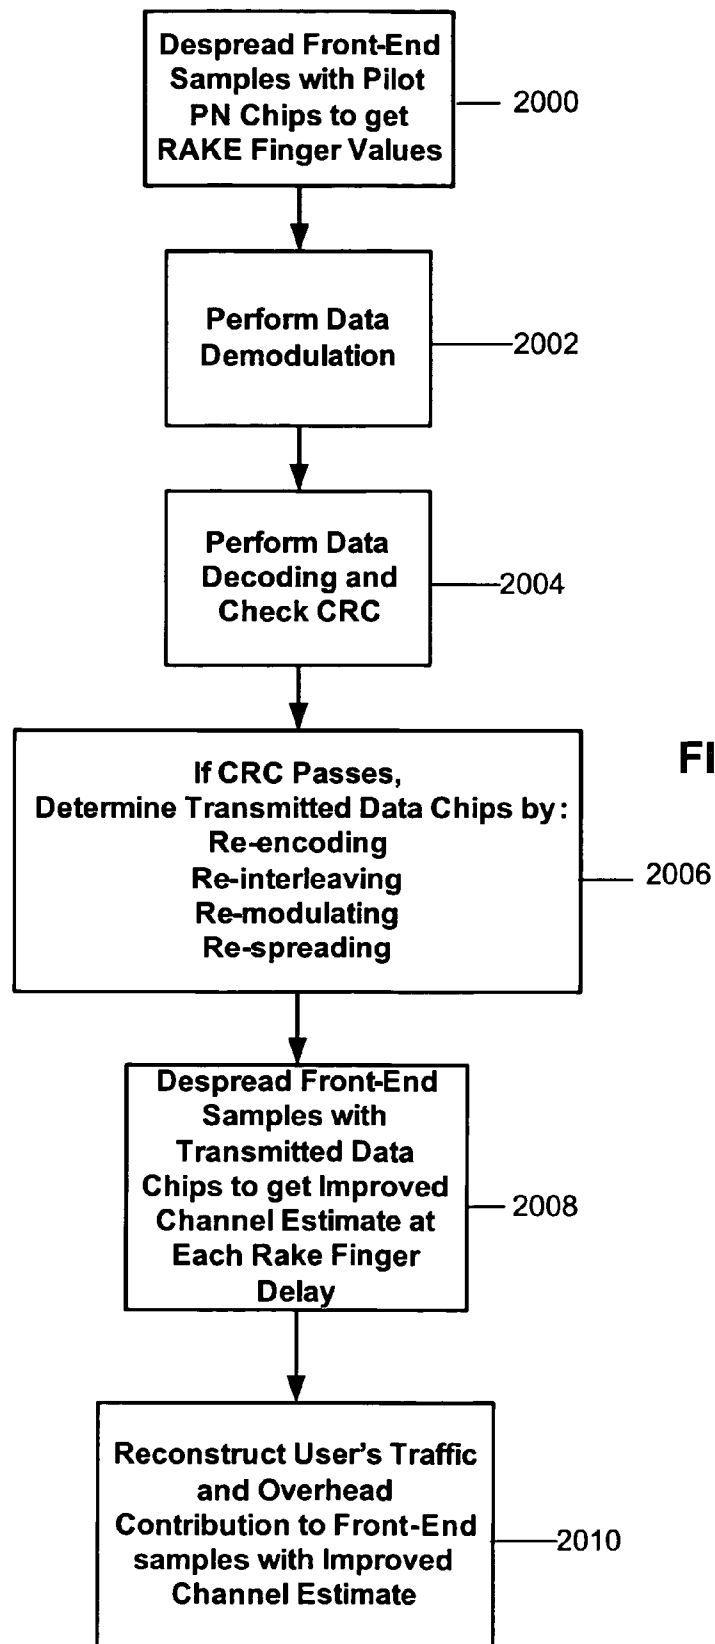 Despread Front-End
Samples with Pilot
PN Chips to get
RAKE Finger Values
2000
Perform Data
Demodulation
2002
Perform Data
Decoding and
Check CRC
2004
If CRC Passes,
Determine Transmitted Data Chips by:
Re-encoding
Re-interleaving
Re-modulating
Re-spreading
2006
FI
Despread Front-End
Samples with
Transmitted Data
Chips to get Improved
Channel Estimate at
Each Rake Finger
Delay
2008
Reconstruct User's Traffic
and Overhead
Contribution to Front-End
samples with Improved
Channel Estimate
2010